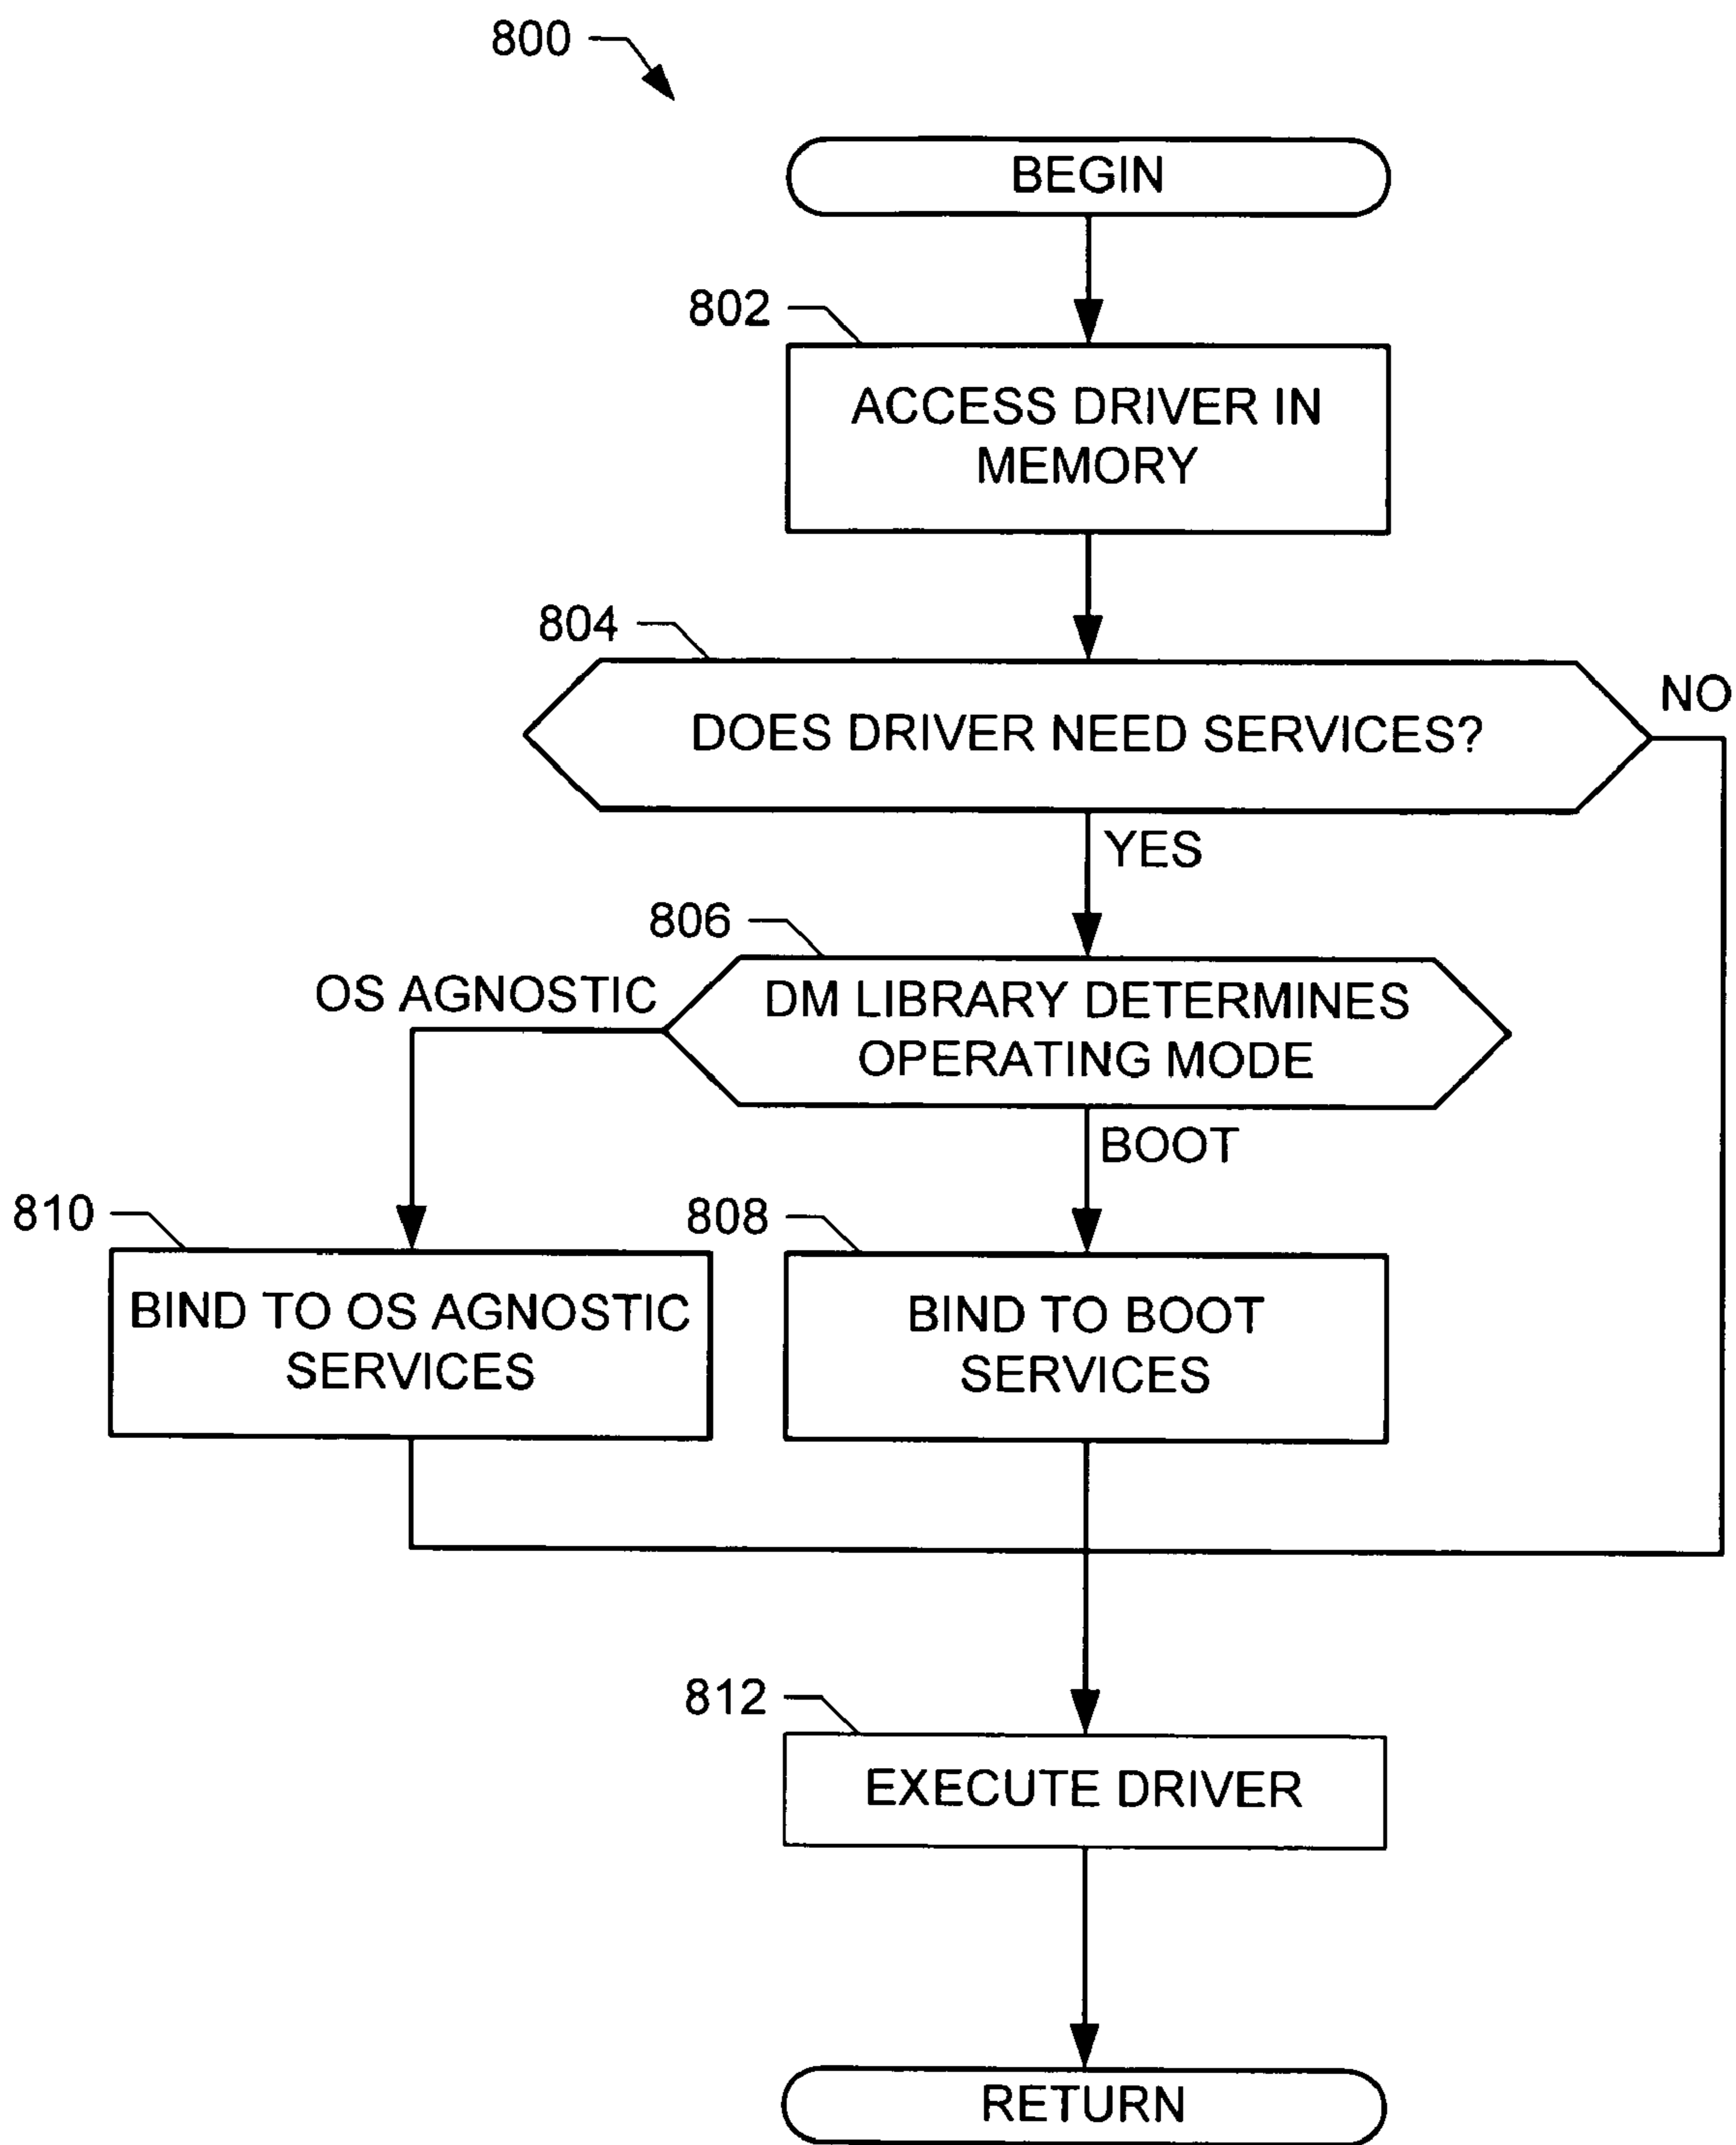 800
BEGIN
802
ACCESS DRIVER IN
MEMORY
804
NO
DOES DRIVER NEED SERVICES?
YES
806
OS AGNOSTIC
DM LIBRARY DETERMINES
OPERATING MODE
BOOT
810
808
BIND TO OS AGNOSTIC
SERVICES
BIND TO BOOT
SERVICES
812
EXECUTE DRIVER
RETURN